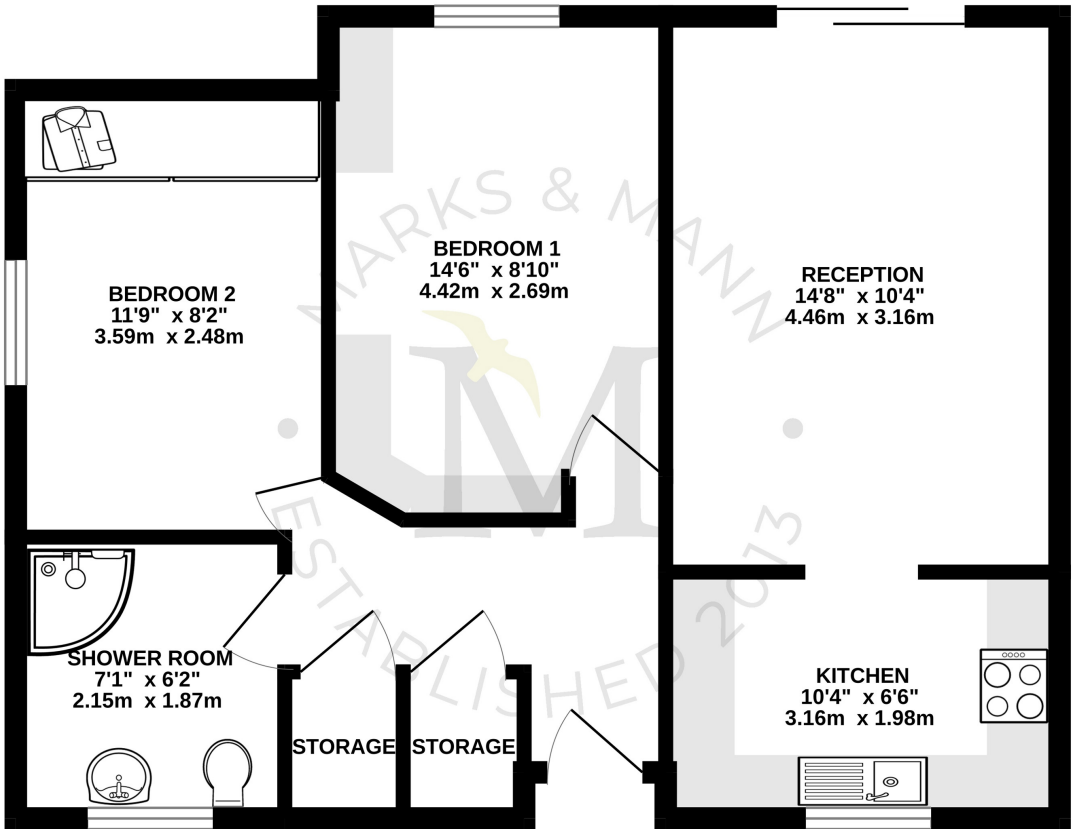 MARKS & MANN
BEDROOM 1
14'6" x 8'10"
4.42m x 2.69m
RECEPTION
14'8" x 10'4"
4.46m x 3.16m
BEDROOM 2
11'9" x 8'2"
3.59m x 2.48m
M
ESTABLISHED 2013
SHOWER ROOM
7'1" x 6'2"
2.15m x 1.87m
KITCHEN
10'4" x 6'6"
3.16m x 1.98m
STORAGE
STORAGE